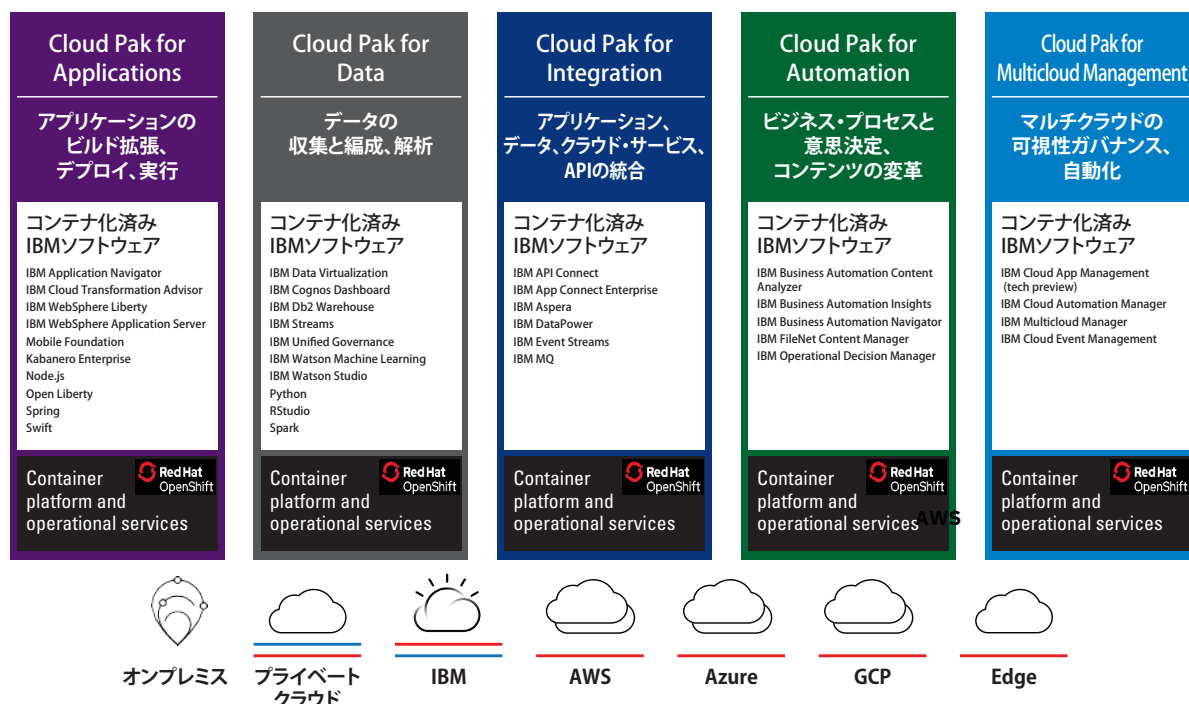 Cloud Pak for
Applications
アプリケーションの
ビルド拡張、
デプロイ、実行
コンテナ化済み
IBMソフトウェア
IBM Application Navigator
IBM Cloud Transformation Advisor
IBM WebSphere Liberty
IBM WebSphere Application Server
Mobile Foundation
Kabanero Enterprise
Node.js
Open Liberty
Spring
Swift
Container
platform and
operational services
Red Hat
OpenShift
Cloud Pak for
Data
データの
収集と編成、解析
コンテナ化済み
IBMソフトウェア
IBM Data Virtualization
IBM Cognos Dashboard
IBM Db2 Warehouse
IBM Streams
IBM Unified Governance
IBM Watson Machine Learning
IBM Watson Studio
Python
RStudio
Spark
Container
platform and
operational services
Red Hat
OpenShift
Cloud Pak for
Integration
アプリケーション、
データ、クラウド・サービス、
APIの統合
コンテナ化済み
IBMソフトウェア
IBM API Connect
IBM App Connect Enterprise
IBM Aspera
IBM DataPower
IBM Event Streams
IBM MQ
Container
platform and
operational services
Red Hat
OpenShift
Cloud Pak for
Automation
ビジネス・プロセスと
意思決定、
コンテンツの変革
コンテナ化済み
IBMソフトウェア
IBM Business Automation Content
Analyzer
IBM Business Automation Insights
IBM Business Automation Navigator
IBM FileNet Content Manager
IBM Operational Decision Manager
Container
platform and
operational services
Red Hat
OpenShift
AWS
Cloud Pak for
Multicloud Management
マルチクラウドの
可視性ガバナンス、
自動化
コンテナ化済み
IBMソフトウェア
IBM Cloud App Management
(tech preview)
IBM Cloud Automation Manager
IBM Multicloud Manager
IBM Cloud Event Management
Container
platform and
operational services
Red Hat
OpenShift
オンプレミス
プライベート
クラウド
IBM
AWS
Azure
GCP
Edge